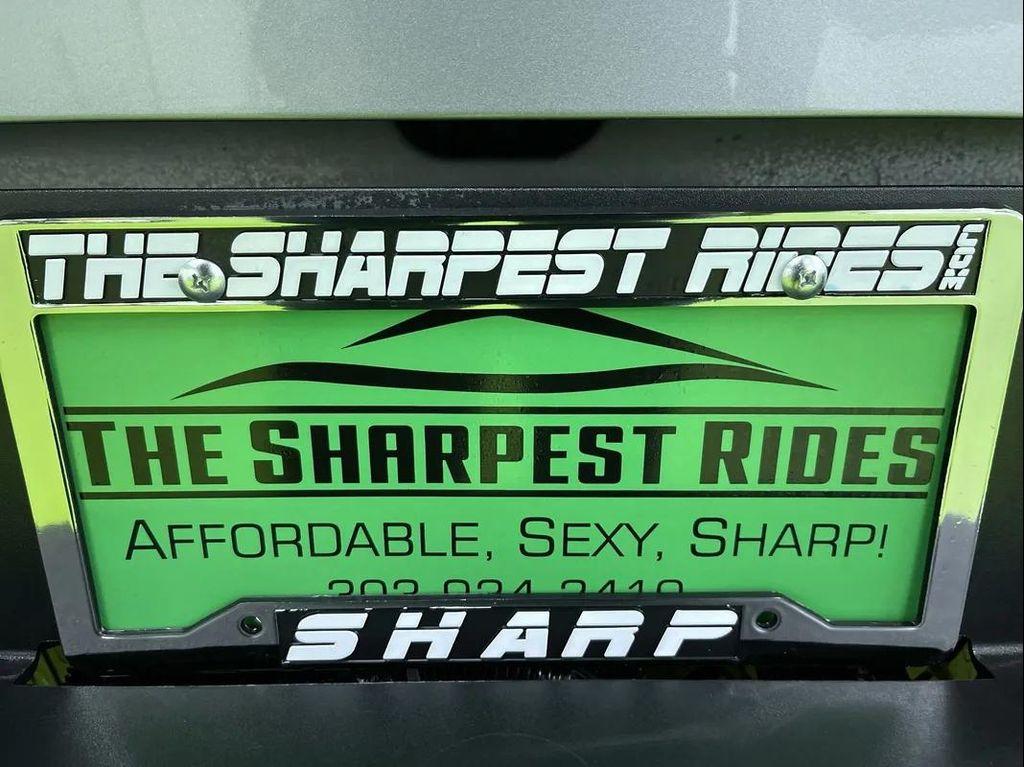 THE SHARPEST RIDES.COM
THE SHARPEST RIDES
AFFORDABLE, SEXY, SHARP!
SHARP